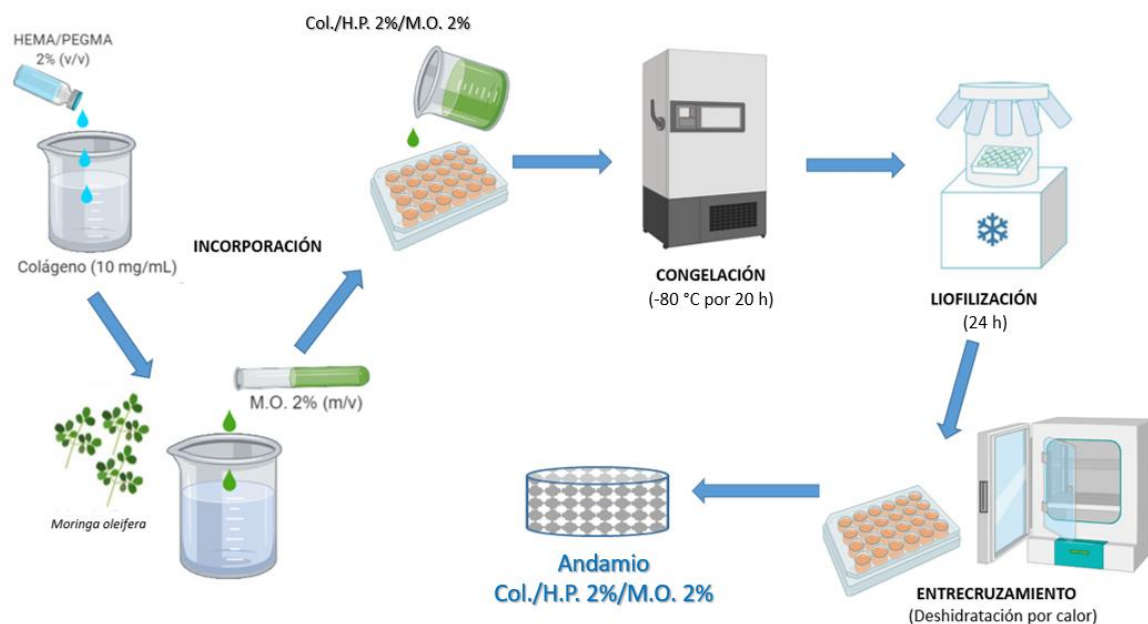 Col./H.P. 2%/M.O. 2%
HEMA/PEGMA
2% (v/v)
Colágeno (10 mg/mL)
INCORPORACIÓN
CONGELACIÓN
(-80 °C por 20 h)
LIOFILIZACIÓN
(24 h)
M.O. 2% (m/v)
Moringa oleifera
Andamio
Col./H.P. 2%/M.O. 2%
ENTRECRUZAMIENTO
(Deshidratación por calor)